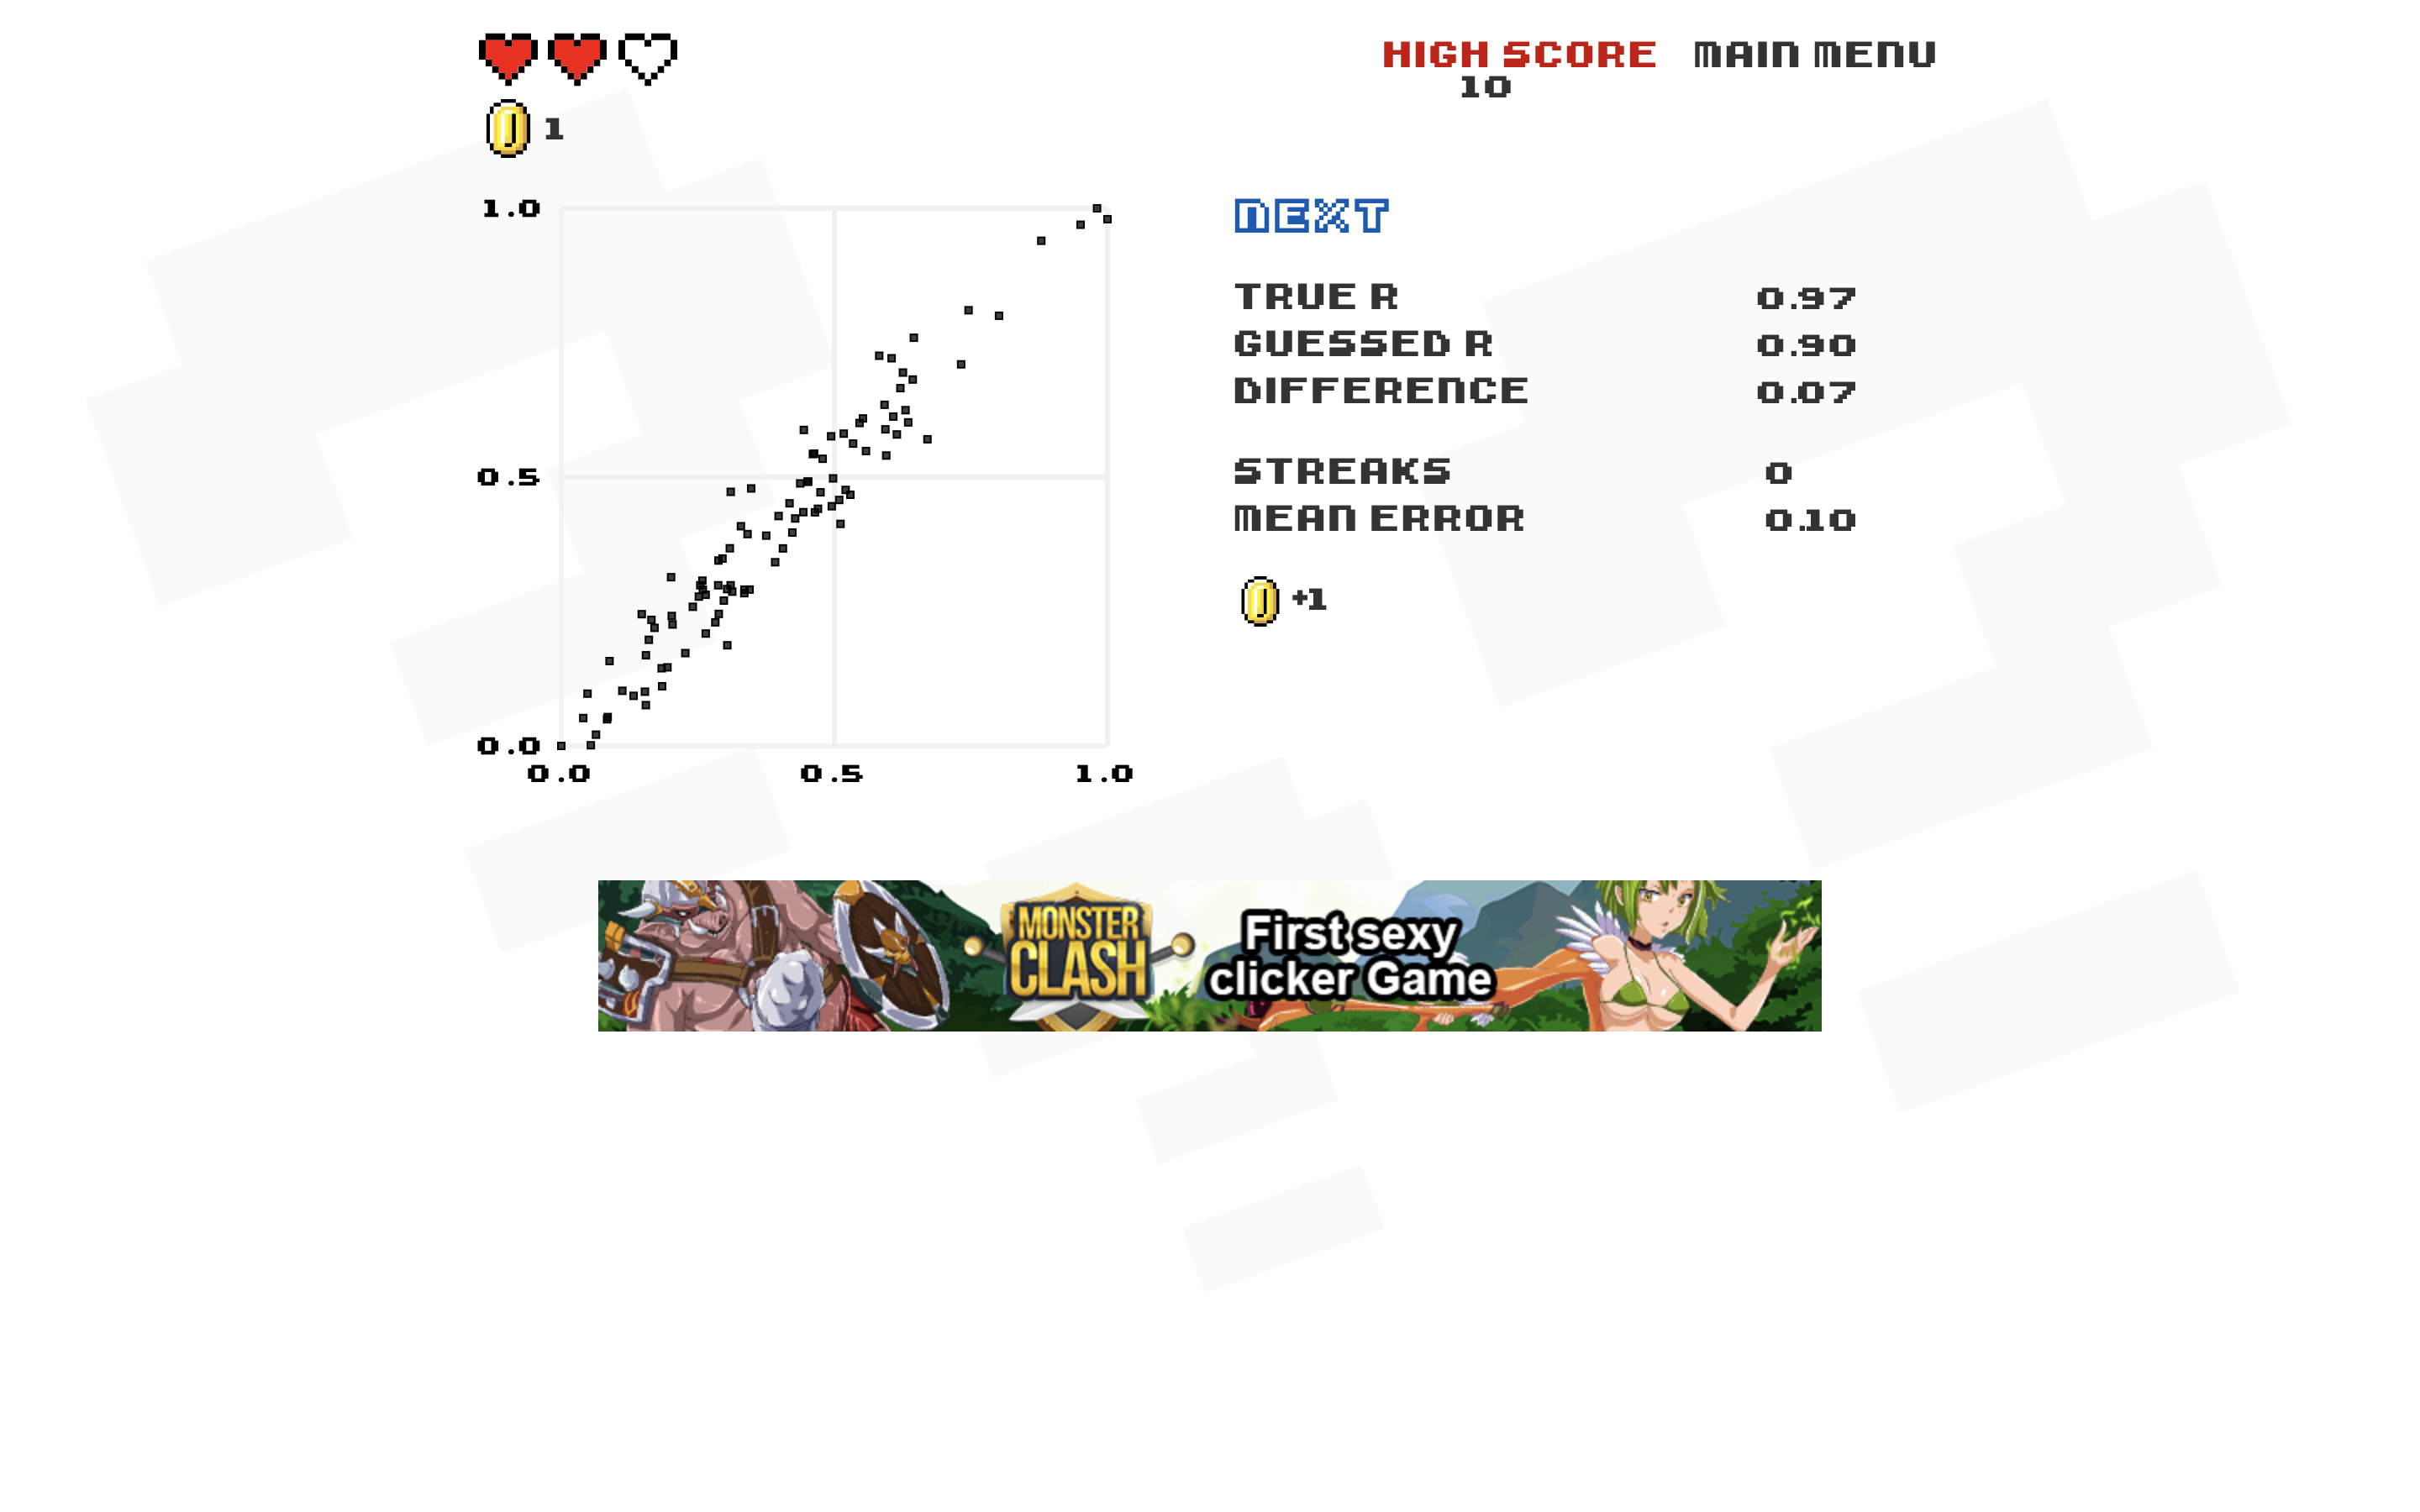 HIGH SCORE MAIN MENU
10
1
1.0
0.5
0.0
0.0 0.5 1.0
NEXT
TRUE R 0.97
GUESSED R 0.90
DIFFERENCE 0.07
STREAKS 0
MEAN ERROR 0.10
+1
MONSTER
CLASH
First sexy
clicker Game